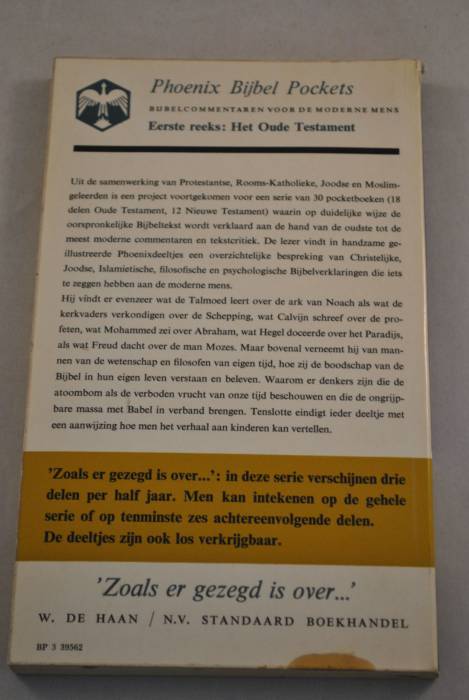 Phoenix Bijbel Pockets
BIJBELCOMMENTAREN VOOR DE MODERNE MENS
Eerste reeks: Het Oude Testament
Uit de samenwerking van Protestantse, Rooms-Katholieke, Joodse en Moslim-
geleerden is een project voortgekomen voor een serie van 30 pocketboeken (18
delen Oude Testament, 12 Nieuwe Testament) waarin op duidelijke wijze de
oorspronkelijke Bijbeltekst wordt verklaard aan de hand van de oudste tot de
meest moderne commentaren en tekstcritiek. De lezer vindt in handzame ge-
illustreerde Phoenixdeeltjes een overzichtelijke bespreking van Christelijke,
Joodse, Islamietische, filosofische en psychologische Bijbelverklaringen die iets
te zeggen hebben aan de moderne mens.
Hij vindt er evenzeer wat de Talmoed leert over de ark van Noach als wat de
kerkvaders verkondigen over de Schepping, wat Calvijn schreef over de pro-
feten, wat Mohammed zei over Abraham, wat Hegel doceerde over het Paradijs,
als wat Freud dacht over de man Mozes. Maar bovenal verneemt hij van man-
nen van de wetenschap en filosofen van eigen tijd, hoe zij de boodschap van de
Bijbel in hun eigen leven verstaan en beleven. Waarom er denkers zijn die de
atoombom als de verboden vrucht van onze tijd beschouwen en die de ongrijp-
bare massa met Babel in verband brengen. Tenslotte eindigt ieder deeltje met
een aanwijzing hoe men het verhaal aan kinderen kan vertellen.
'Zoals er gezegd is over...': in deze serie verschijnen drie
delen per half jaar. Men kan intekenen op de gehele
serie of op tenminste zes achtereenvolgende delen.
De deeltjes zijn ook los verkrijgbaar.
'Zoals er gezegd is over...'
W. DE HAAN / N.V. STANDAARD BOEKHANDEL
BP 3 39562